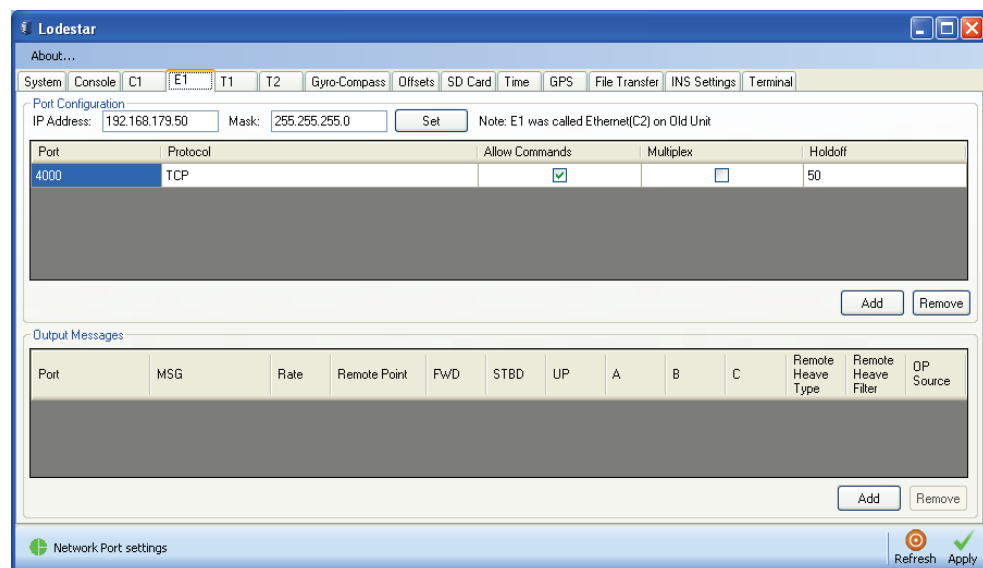 Lodestar
About...
System Console C1 E1 T1 T2 Gyro-Compass Offsets SD Card Time GPS File Transfer INS Settings Terminal
Port Configuration
IP Address: 192.168.179.50 Mask: 255.255.255.0 Set Note: E1 was called Ethernet(C2) on Old Unit
Port Protocol Allow Commands Multiplex Holdoff
4000 TCP 50
Add Remove
Output Messages
Port MSG Rate Remote Point FWD STBD UP A B C Remote Heave Type Remote Heave Filter OP Source
Add Remove
Network Port settings
Refresh Apply